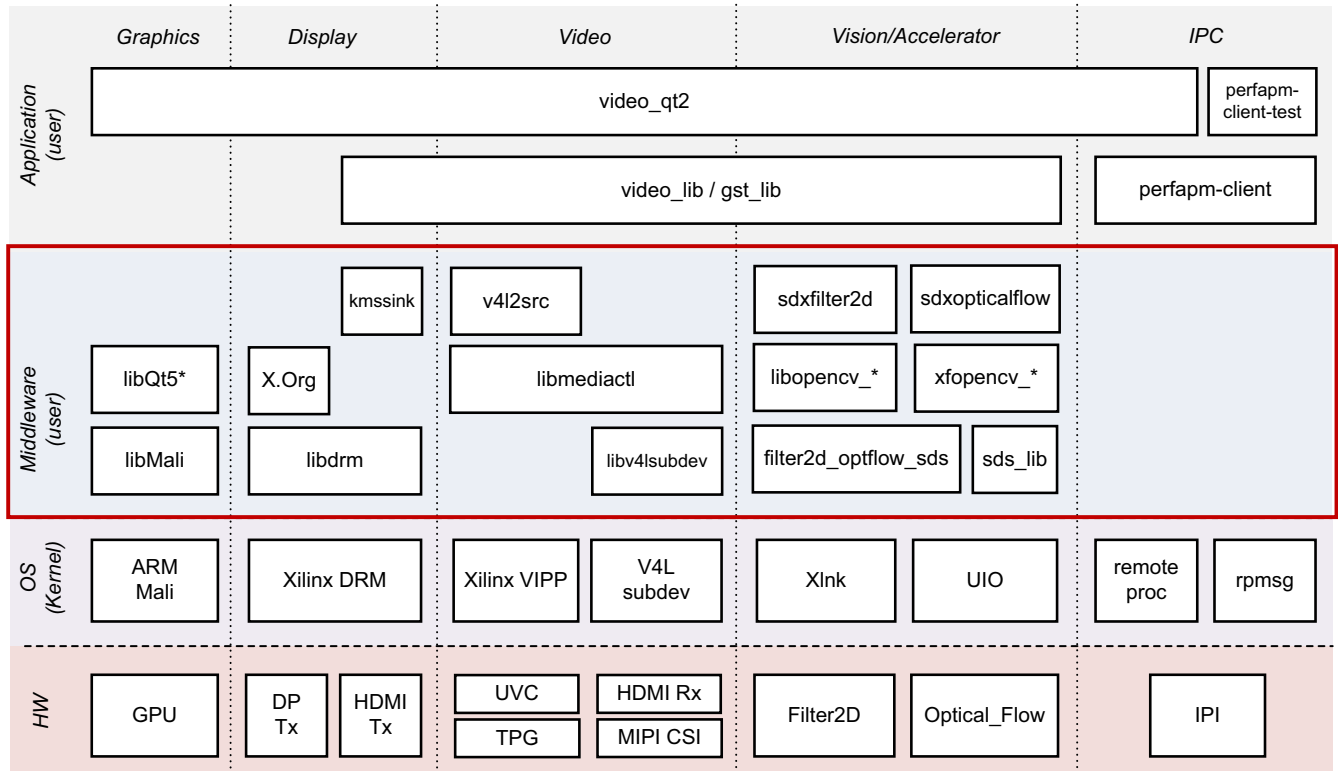 Graphics
Display
Video
Vision/Accelerator
IPC
Application
(user)
video_qt2
perfapm-
client-test
video_lib / gst_lib
perfapm-client
Middleware
(user)
kmssink
v4l2src
sdxfilter2d
sdxopticalflow
libQt5*
X.Org
libmediactl
libopencv_*
xfopencv_*
libMali
libdrm
libv4lsubdev
filter2d_optflow_sds
sds_lib
OS
(Kernel)
ARM
Mali
Xilinx DRM
Xilinx VIPP
V4L
subdev
Xlnk
UIO
remote
proc
rpmsg
HW
GPU
DP
Tx
HDMI
Tx
UVC
HDMI Rx
TPG
MIPI CSI
Filter2D
Optical_Flow
IPI